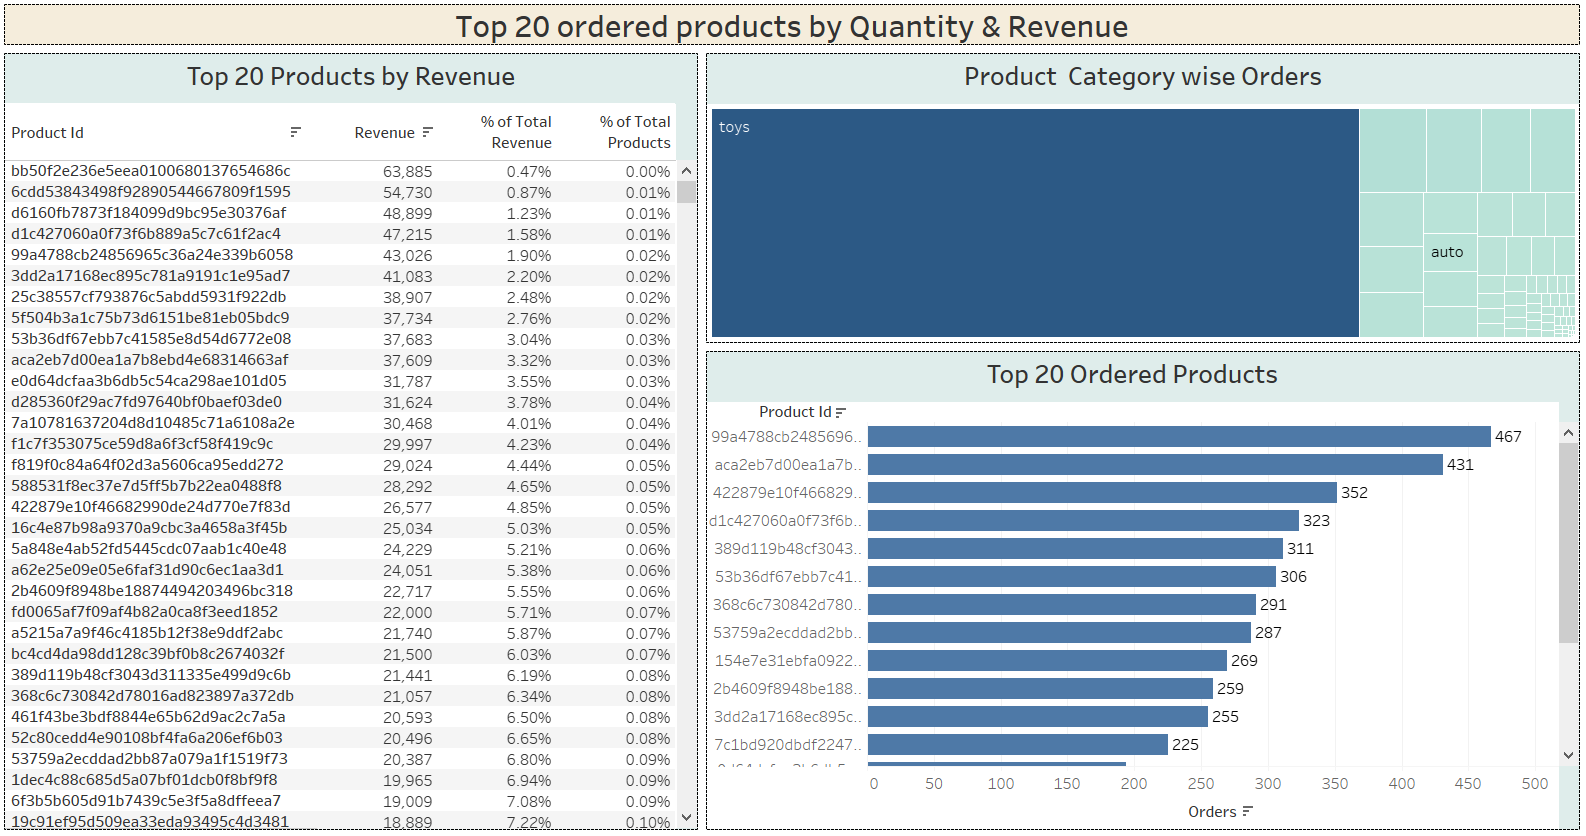 Top 20 ordered products by Quantity & Revenue
Top 20 Products by Revenue
Product Id Revenue % of Total Revenue % of Total Products
bb50f2e236e5eea0100680137654686c 63,885 0.47% 0.00%
6cdd53843498f92890544667809f1595 54,730 0.87% 0.01%
d6160fb7873f184099d9bc95e30376af 48,899 1.23% 0.01%
d1c427060a0f73f6b889a5c7c61f2ac4 47,215 1.58% 0.01%
99a4788cb24856965c36a24e339b6058 43,026 1.90% 0.02%
3dd2a17168ec895c781a9191c1e95ad7 41,083 2.20% 0.02%
25c38557cf793876c5abdd5931f922db 38,907 2.48% 0.02%
5f504b3a1c75b73d6151be81eb05bdc9 37,734 2.76% 0.02%
53b36df67ebb7c41585e8d54d6772e08 37,683 3.04% 0.03%
aca2eb7d00ea1a7b8ebd4e68314663af 37,609 3.32% 0.03%
e0d64dcfaa3b6db5c54ca298ae101d05 31,787 3.55% 0.03%
d285360f29ac7fd97640bf0baef03de0 31,624 3.78% 0.04%
7a10781637204d8d10485c71a6108a2e 30,468 4.01% 0.04%
f1c7f353075ce59d8a6f3cf58f419c9c 29,997 4.23% 0.04%
f819f0c84a64f02d3a5606ca95edd272 29,024 4.44% 0.05%
588531f8ec37e7d5ff5b7b22ea0488f8 28,292 4.65% 0.05%
422879e10f46682990de24d770e7f83d 26,577 4.85% 0.05%
16c4e87b98a9370a9cbc3a4658a3f45b 25,034 5.03% 0.05%
5a848e4ab52fd5445cdc07aab1c40e48 24,229 5.21% 0.06%
a62e25e09e05e6faf31d90c6ec1aa3d1 24,051 5.38% 0.06%
2b4609f8948be18874494203496bc318 22,717 5.55% 0.06%
fd0065af7f09af4b82a0ca8f3eed1852 22,000 5.71% 0.07%
a5215a7a9f46c4185b12f38e9ddf2abc 21,740 5.87% 0.07%
bc4cd4da98dd128c39bf0b8c2674032f 21,500 6.03% 0.07%
389d119b48cf3043d311335e499d9c6b 21,441 6.19% 0.08%
368c6c730842d78016ad823897a372db 21,057 6.34% 0.08%
461f43be3bdf8844e65b62d9ac2c7a5a 20,593 6.50% 0.08%
52c80cedd4e90108bf4fa6a206ef6b03 20,496 6.65% 0.08%
53759a2ecddad2bb87a079a1f1519f73 20,387 6.80% 0.09%
1dec4c88c685d5a07bf01dcb0f8bf9f8 19,965 6.94% 0.09%
6f3b5b605d91b7439c5e3f5a8dffeea7 19,009 7.08% 0.09%
19c91ef95d509ea33eda93495c4d3481 18,889 7.22% 0.10%
Product Category wise Orders
toys
auto
Top 20 Ordered Products
Product Id
99a4788cb2485696.. 467
aca2eb7d00ea1a7b.. 431
422879e10f466829.. 352
d1c427060a0f73f6b.. 323
389d119b48cf3043.. 311
53b36df67ebb7c41.. 306
368c6c730842d780.. 291
53759a2ecddad2bb.. 287
154e7e31ebfa0922.. 269
2b4609f8948be188.. 259
3dd2a17168ec895c.. 255
7c1bd920dbdf2247.. 225
0 50 100 150 200 250 300 350 400 450 500
Orders